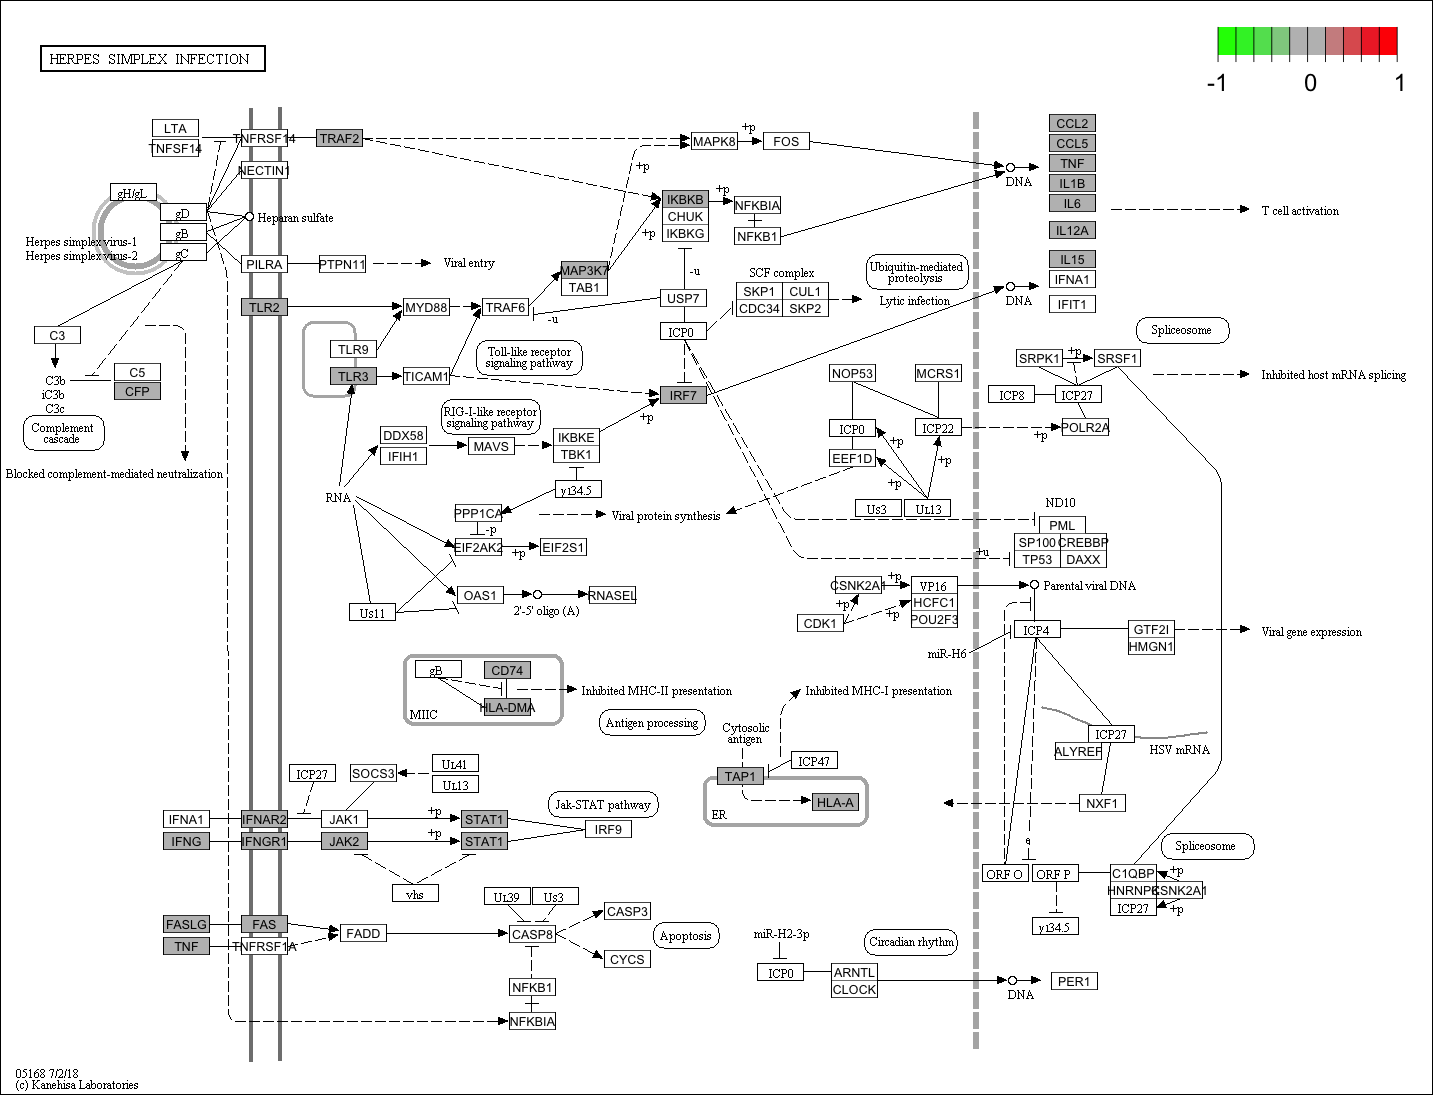 HERPES SIMPLEX INFECTION
-1 0 1
LTA
TNFSF14
TNFRSF14
TRAF2
NECTIN1
gH/gL
gD
gB
gC
Heparan sulfate
Herpes simplex virus-1
Herpes simplex virus-2
PILRA
PTPN11
Viral entry
TLR2
MYD88
TRAF6
MAP3K7
TAB1
MAPK8
+p
FOS
+p
IKBKB
CHUK
IKBKG
+p
+p
NFKBIA
NFKB1
DNA
CCL2
CCL5
TNF
IL1B
IL6
IL12A
IL15
IFNA1
IFIT1
T cell activation
-u
USP7
-u
ICP0
SCF complex
SKP1
CUL1
CDC34
SKP2
Ubiquitin-mediated
proteolysis
Lytic infection
DNA
C3
C3b
iC3b
C3c
C5
CFP
Complement
cascade
Blocked complement-mediated neutralization
TLR9
TLR3
TICAM1
Toll-like receptor
signaling pathway
IRF7
+p
RIG-I-like receptor
signaling pathway
DDX58
IFIH1
MAVS
IKBKE
TBK1
γ134.5
RNA
PPP1CA
-p
Viral protein synthesis
EIF2AK2
+p
EIF2S1
OAS1
2'-5' oligo (A)
RNASEL
Us11
NOP53
MCRS1
ICP0
ICP22
+p
+p
+p
+p
EEF1D
Us3
UL13
Spliceosome
SRPK1
+p
SRSF1
ICP8
ICP27
POLR2A
Inhibited host mRNA splicing
ND10
PML
SP100
CREBBP
TP53
DAXX
+u
CSNK2A1
+p
VP16
HCFC1
POU2F3
+p
+p
CDK1
Parental viral DNA
ICP4
miR-H6
GTF2I
HMGN1
Viral gene expression
gB
CD74
HLA-DMA
MIIC
Inhibited MHC-II presentation
Antigen processing
Inhibited MHC-I presentation
Cytosolic
antigen
TAP1
ICP47
HLA-A
ER
ICP27
ALYREF
HSV mRNA
NXF1
ICP27
SOCS3
UL41
UL13
IFNA1
IFNAR2
JAK1
+p
STAT1
IFNG
IFNGR1
JAK2
+p
STAT1
IRF9
Jak-STAT pathway
vhs
e
ORF O
ORF P
γ134.5
Spliceosome
C1QBP
HNRNPK
CSNK2A1
ICP27
+p
+p
FASLG
FAS
TNF
TNFRSF1A
FADD
UL39
Us3
CASP8
CASP3
CYCS
Apoptosis
NFKB1
NFKBIA
miR-H2-3p
ICP0
ARNTL
CLOCK
Circadian rhythm
DNA
PER1
05168 7/2/18
(c) Kanehisa Laboratories